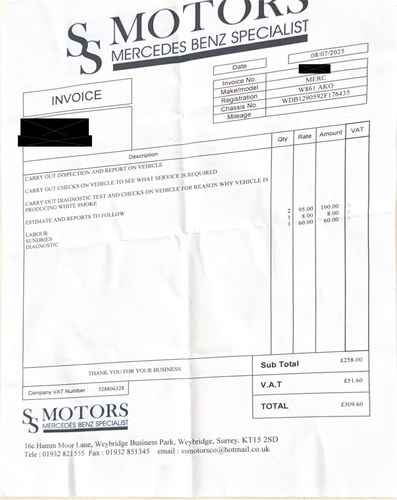 SS MOTORS
MERCEDES BENZ SPECIALIST
INVOICE
Date 08/07/2025
Invoice No.
Make/model MERC
Registration W861 AKO
Chassis No. WDB1290592F176435
Mileage
Description Qty Rate Amount VAT
CARRY OUT INSPECTION AND REPORT ON VEHICLE
CARRY OUT CHECKS ON VEHICLE TO SEE WHAT SERVICE IS REQUIRED
CARRY OUT DIAGNOSTIC TEST AND CHECKS ON VEHICLE FOR REASON WHY VEHICLE IS
PRODUCING WHITE SMOKE
ESTIMATE AND REPORTS TO FOLLOW
LABOUR 2 95.00 190.00
SUNDRIES 1 8.00 8.00
DIAGNOSTIC 1 60.00 60.00
THANK YOU FOR YOUR BUSINESS
Company VAT Number : 528806328
Sub Total £258.00
V.A.T £51.60
TOTAL £309.60
SS MOTORS
MERCEDES BENZ SPECIALIST
16c Hamm Moor Lane, Weybridge Business Park, Weybridge, Surrey. KT15 2SD
Tele : 01932 821555 Fax : 01932 851345 email : ssmotorsco@hotmail.co.uk